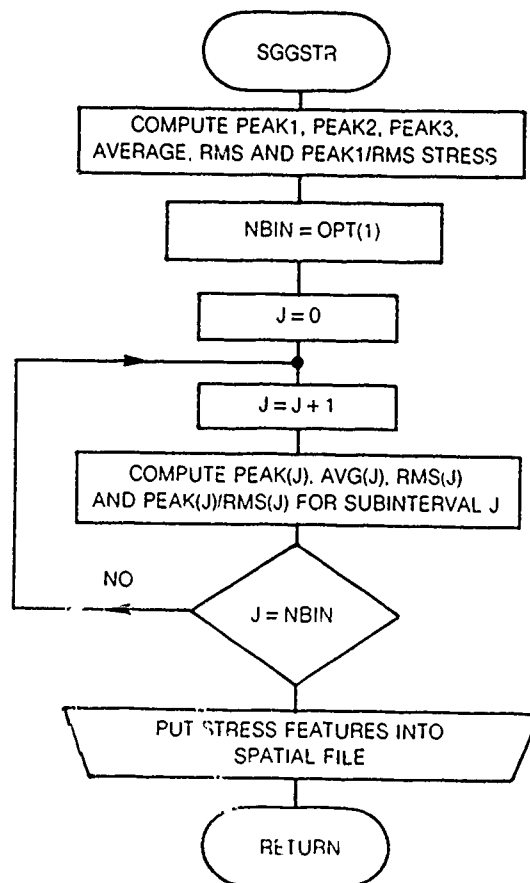 SGGSTR
COMPUTE PEAK1, PEAK2, PEAK3,
AVERAGE, RMS AND PEAK1/RMS STRESS
NBIN = OPT(1)
J = 0
J = J + 1
COMPUTE PEAK(J), AVG(J), RMS(J)
AND PEAK(J)/RMS(J) FOR SUBINTERVAL J
NO
J = NBIN
PUT STRESS FEATURES INTO
SPATIAL FILE
RETURN